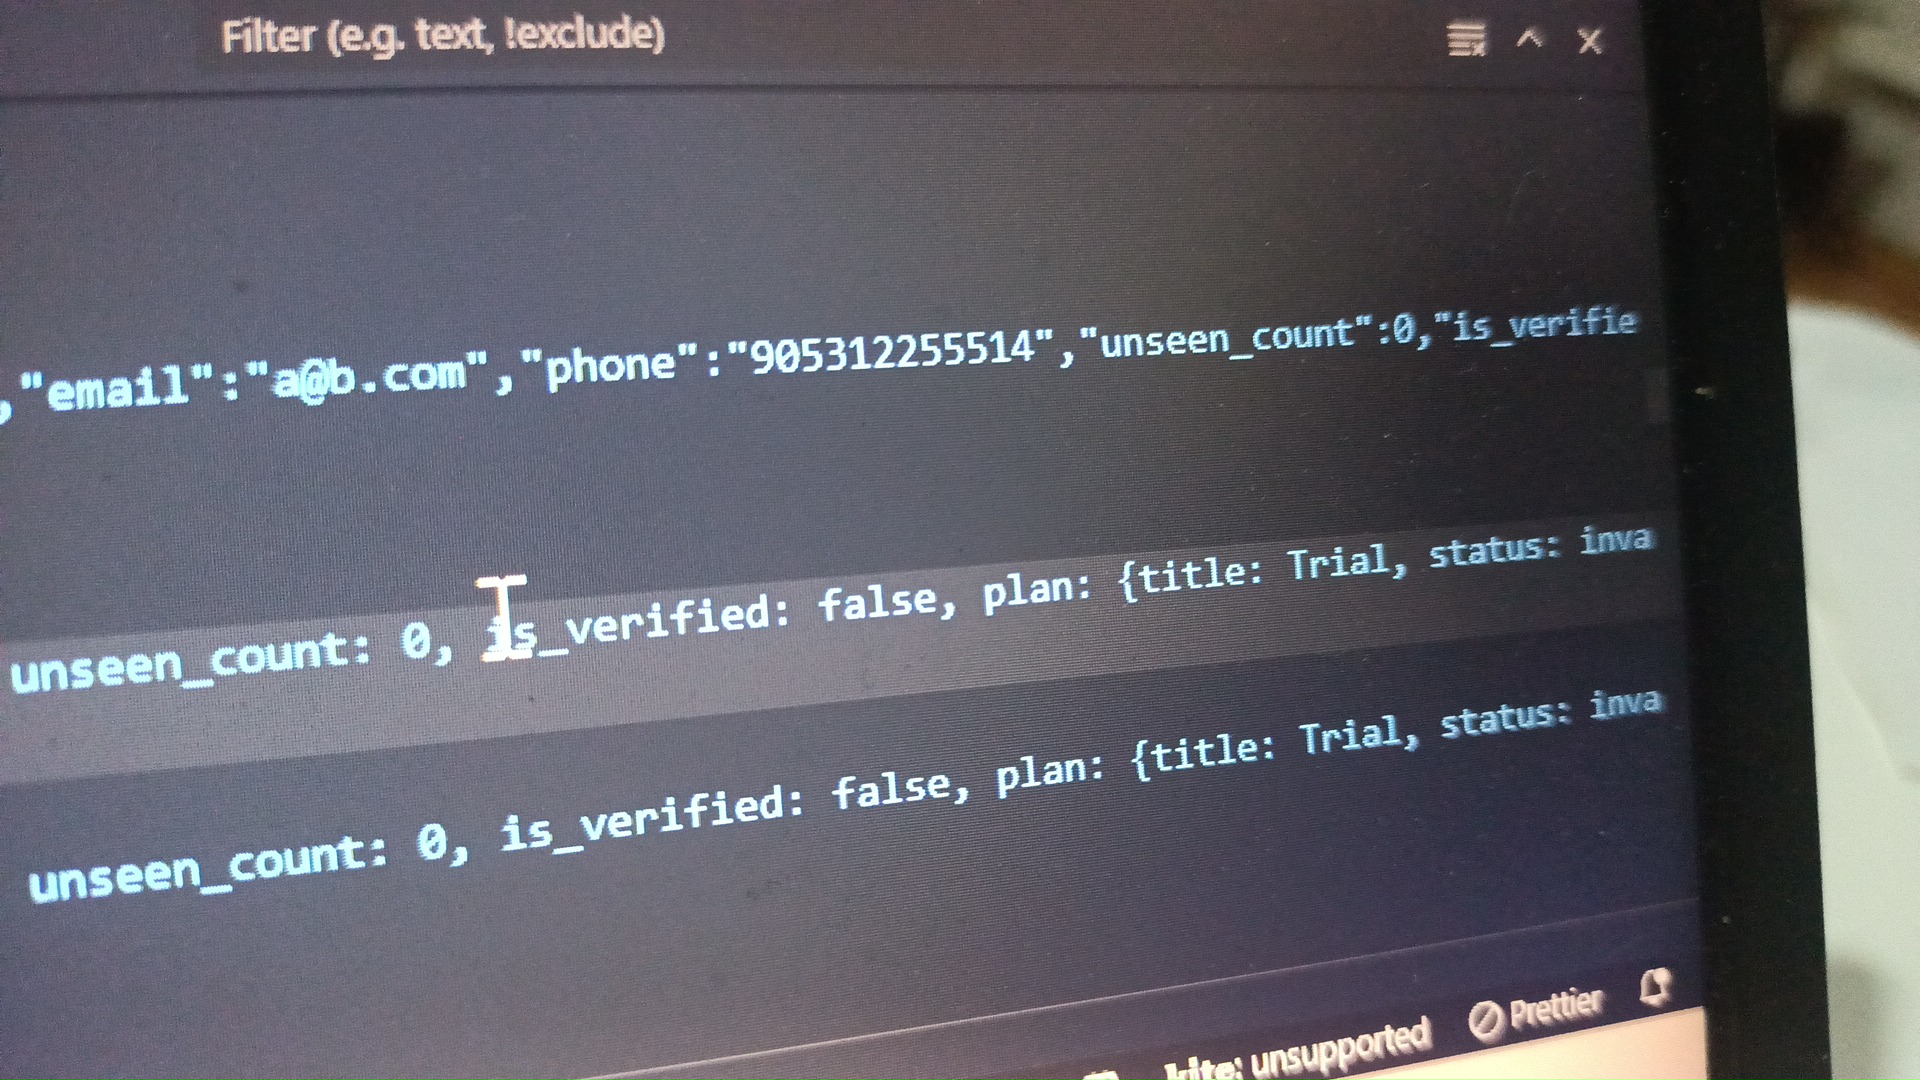 Filter (e.g. text, !exclude)
,"email":"a@b.com","phone":"905312255514","unseen_count":0,"is_verifie
unseen_count: 0, is_verified: false, plan: {title: Trial, status: inva
unseen_count: 0, is_verified: false, plan: {title: Trial, status: inva
kite: unsupported Prettier